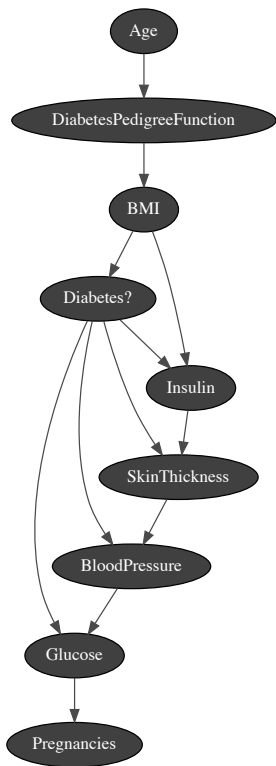 Age
DiabetesPedigreeFunction
BMI
Diabetes?
Insulin
SkinThickness
BloodPressure
Glucose
Pregnancies